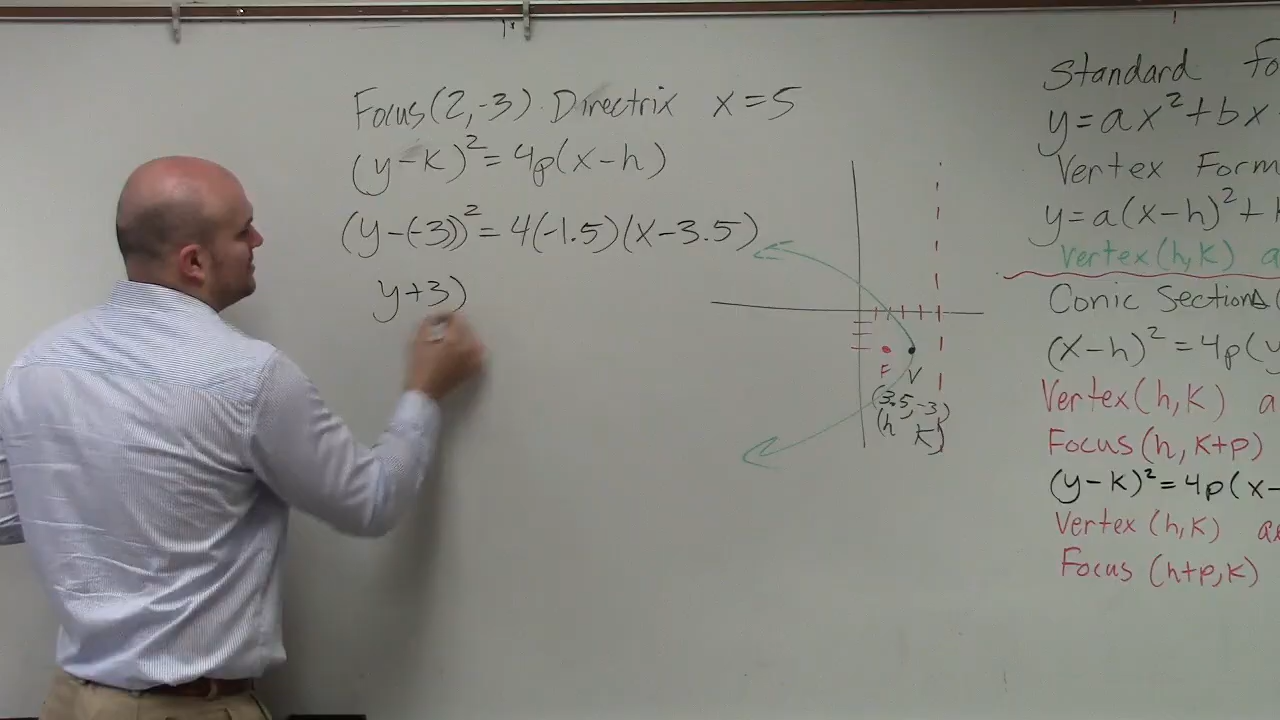 Focus(2,-3) Directrix x=5
(y-k)²=4p(x-h)
(y-(-3))²=4(-1.5)(x-3.5)
y+3)
F V
(3.5,-3)
(h k)
Standard Fo
y=ax²+bx
Vertex Form
y=a(x-h)²+k
Vertex(h,k) a
Conic Sections (
(x-h)²=4p(y
Vertex(h,k) a
Focus(h,k+p)
(y-k)²=4p(x-
Vertex(h,k) ax
Focus (h+p,k)